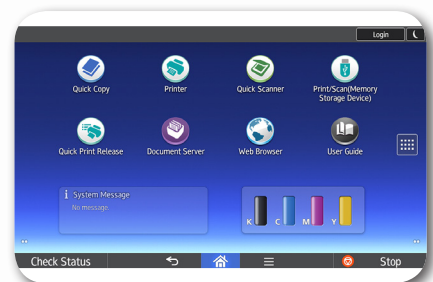 Login
Quick Copy
Printer
Quick Scanner
Print/Scan(Memory
Storage Device)
Quick Print Release
Document Server
Web Browser
User Guide
i System Message
No message.
K C M Y
Check Status
Stop